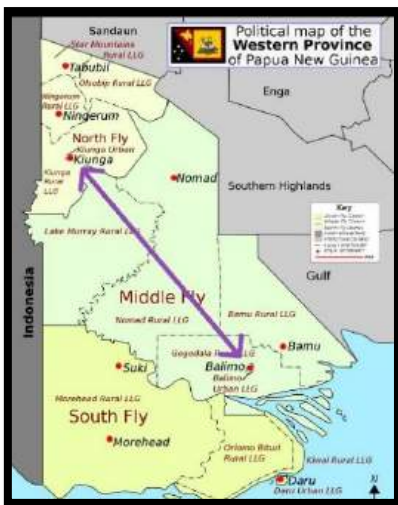 Political map of the
Western Province
of Papua New Guinea
Sandaun
Star Mountains
Rural LLG
Tabubil
Olsobip Rural LLG
Enga
Ningerum
Rural LLG
Ningerum
North Fly
Kiunga Urban
Kiunga
Kiunga
Rural
LLG
Nomad
Southern Highlands
Key
Lake Murray Rural LLG
Gulf
Indonesia
Middle Fly
Nomad Rural LLG
Bamu Rural LLG
Bamu
Gogodala Rural LLG
Suki
Balimo
Balimo
Urban LLG
Morehead Rural LLG
South Fly
Morehead
Oriomo Bituri
Rural LLG
Kiwai Rural LLG
N
Daru
Daru Urban LLG